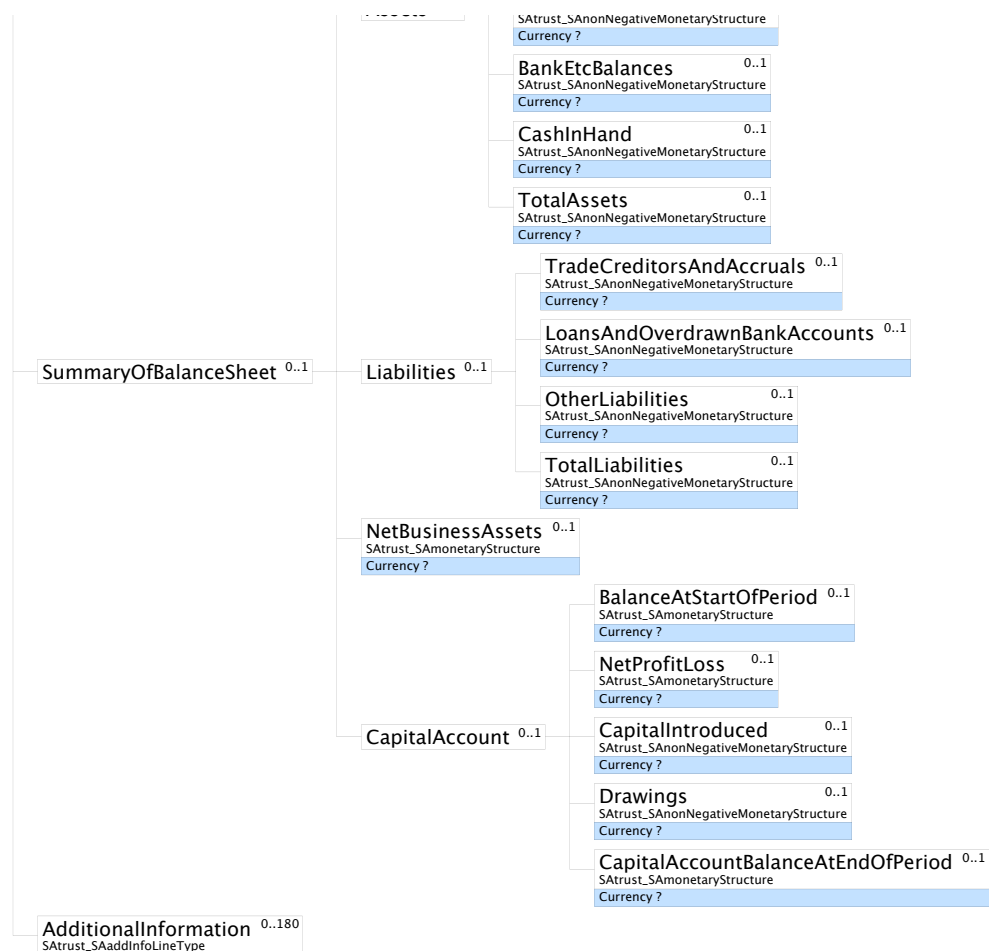 SAtrust_SAnonNegativeMonetaryStructure
Currency ?
BankEtcBalances 0..1
SAtrust_SAnonNegativeMonetaryStructure
Currency ?
CashInHand 0..1
SAtrust_SAnonNegativeMonetaryStructure
Currency ?
TotalAssets 0..1
SAtrust_SAnonNegativeMonetaryStructure
Currency ?
SummaryOfBalanceSheet 0..1
Liabilities 0..1
TradeCreditorsAndAccruals 0..1
SAtrust_SAnonNegativeMonetaryStructure
Currency ?
LoansAndOverdrawnBankAccounts 0..1
SAtrust_SAnonNegativeMonetaryStructure
Currency ?
OtherLiabilities 0..1
SAtrust_SAnonNegativeMonetaryStructure
Currency ?
TotalLiabilities 0..1
SAtrust_SAnonNegativeMonetaryStructure
Currency ?
NetBusinessAssets 0..1
SAtrust_SAmonetaryStructure
Currency ?
CapitalAccount 0..1
BalanceAtStartOfPeriod 0..1
SAtrust_SAmonetaryStructure
Currency ?
NetProfitLoss 0..1
SAtrust_SAmonetaryStructure
Currency ?
CapitalIntroduced 0..1
SAtrust_SAnonNegativeMonetaryStructure
Currency ?
Drawings 0..1
SAtrust_SAnonNegativeMonetaryStructure
Currency ?
CapitalAccountBalanceAtEndOfPeriod 0..1
SAtrust_SAmonetaryStructure
Currency ?
AdditionalInformation 0..180
SAtrust_SAaddInfoLineType